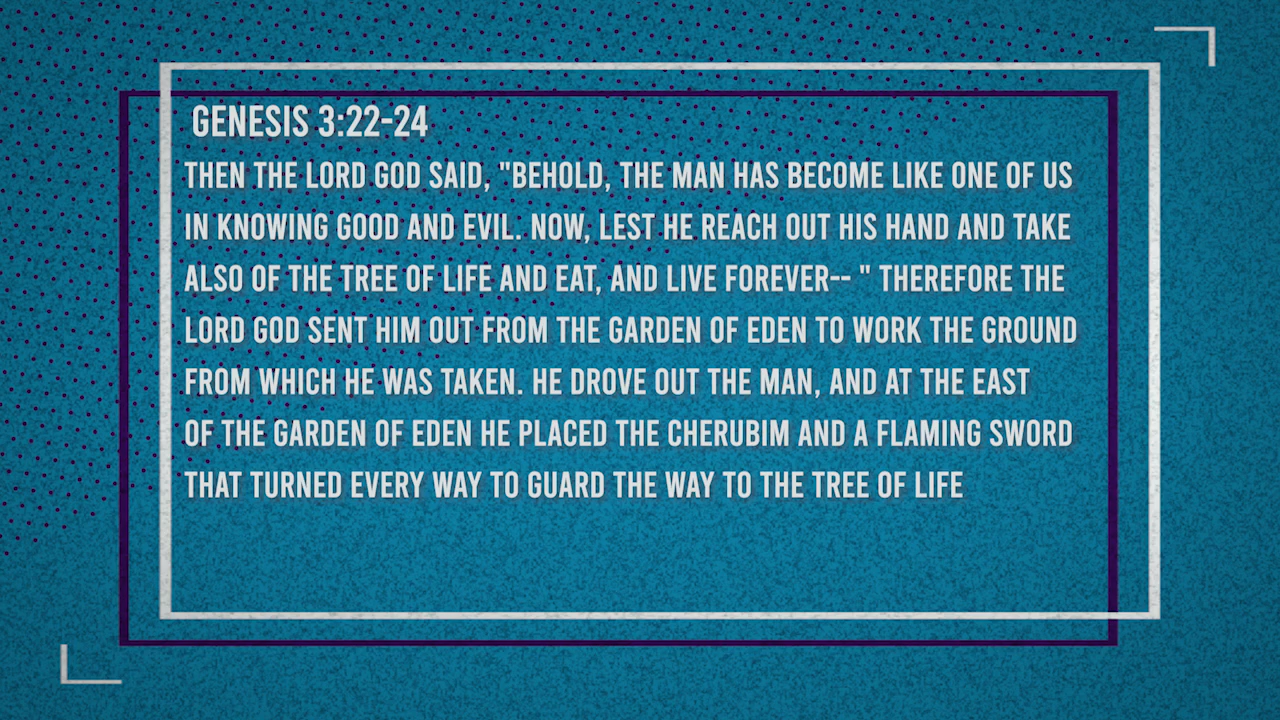 GENESIS 3:22-24
THEN THE LORD GOD SAID, "BEHOLD, THE MAN HAS BECOME LIKE ONE OF US
IN KNOWING GOOD AND EVIL. NOW, LEST HE REACH OUT HIS HAND AND TAKE
ALSO OF THE TREE OF LIFE AND EAT, AND LIVE FOREVER-- " THEREFORE THE
LORD GOD SENT HIM OUT FROM THE GARDEN OF EDEN TO WORK THE GROUND
FROM WHICH HE WAS TAKEN. HE DROVE OUT THE MAN, AND AT THE EAST
OF THE GARDEN OF EDEN HE PLACED THE CHERUBIM AND A FLAMING SWORD
THAT TURNED EVERY WAY TO GUARD THE WAY TO THE TREE OF LIFE